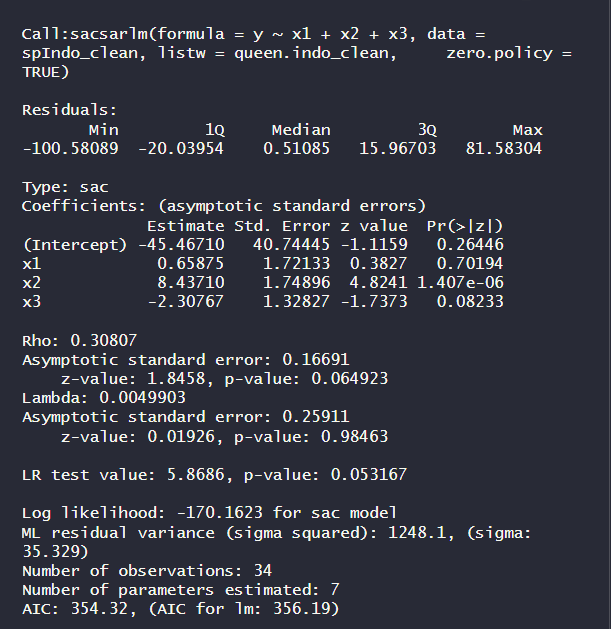 Call:sacsarlm(formula = y ~ x1 + x2 + x3, data =
spIndo_clean, listw = queen.indo_clean,     zero.policy =
TRUE)

Residuals:
       Min         1Q     Median         3Q        Max
-100.58089  -20.03954    0.51085   15.96703   81.58304

Type: sac
Coefficients: (asymptotic standard errors)
             Estimate Std. Error z value  Pr(>|z|)
(Intercept) -45.46710   40.74445 -1.1159   0.26446
x1            0.65875    1.72133  0.3827   0.70194
x2            8.43710    1.74896  4.8241 1.407e-06
x3           -2.30767    1.32827 -1.7373   0.08233

Rho: 0.30807
Asymptotic standard error: 0.16691
    z-value: 1.8458, p-value: 0.064923
Lambda: 0.0049903
Asymptotic standard error: 0.25911
    z-value: 0.01926, p-value: 0.98463

LR test value: 5.8686, p-value: 0.053167

Log likelihood: -170.1623 for sac model
ML residual variance (sigma squared): 1248.1, (sigma:
35.329)
Number of observations: 34
Number of parameters estimated: 7
AIC: 354.32, (AIC for lm: 356.19)